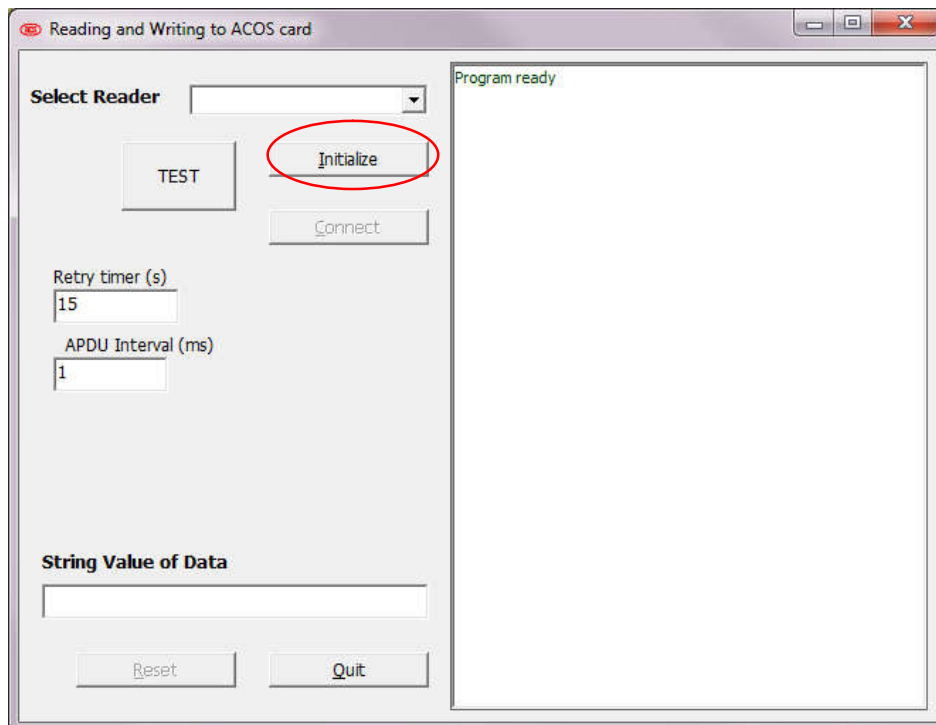 Reading and Writing to ACOS card
Select Reader
Program ready
TEST
Initialize
Connect
Retry timer (s)
15
APDU Interval (ms)
1
String Value of Data
Reset
Quit